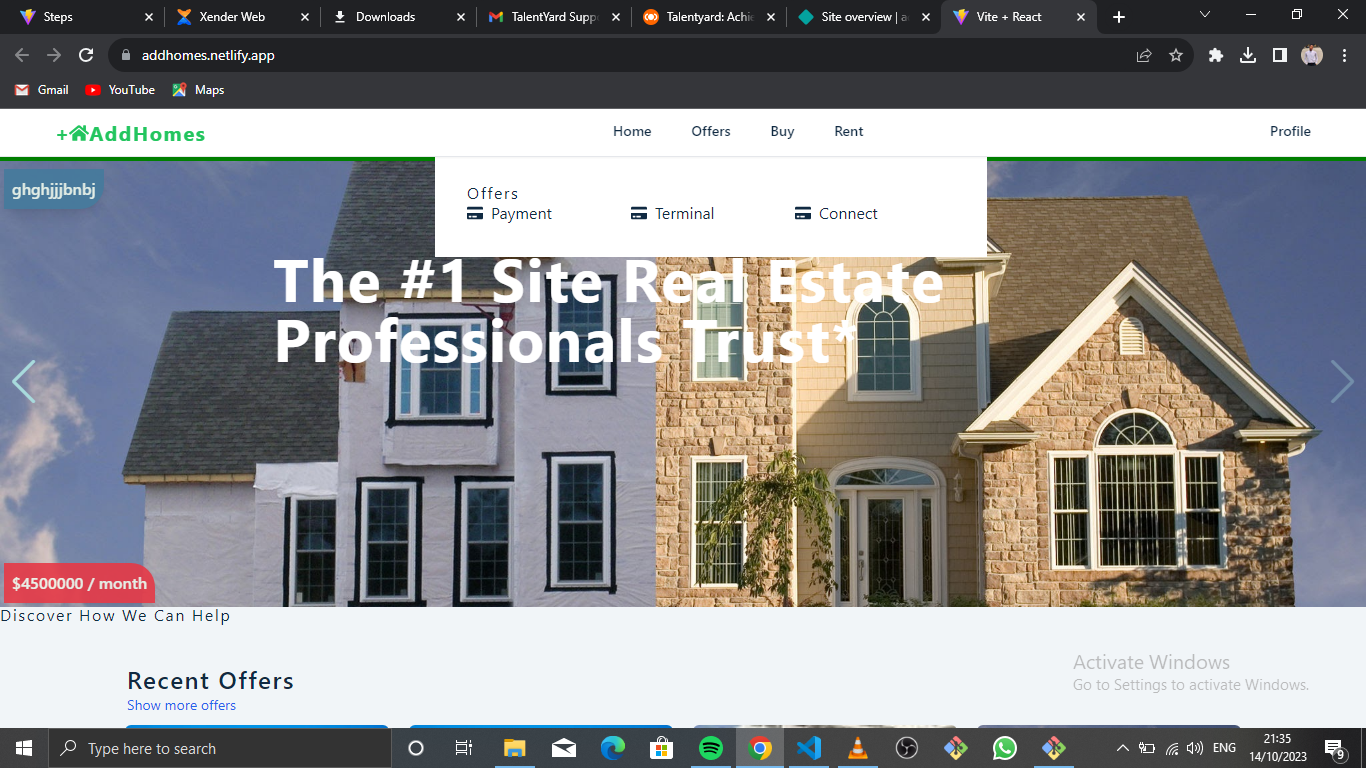 Steps
Xender Web
Downloads
TalentYard Supp
Talentyard: Achie
Site overview | a
Vite + React
addhomes.netlify.app
Gmail
YouTube
Maps
+AddHomes
Home
Offers
Buy
Rent
Profile
ghghjjjbnbj
Offers
Payment
Terminal
Connect
The #1 Site Real Estate
Professionals Trust*
$4500000 / month
Discover How We Can Help
Recent Offers
Show more offers
Activate Windows
Go to Settings to activate Windows.
Type here to search
ENG
21:35
14/10/2023
9